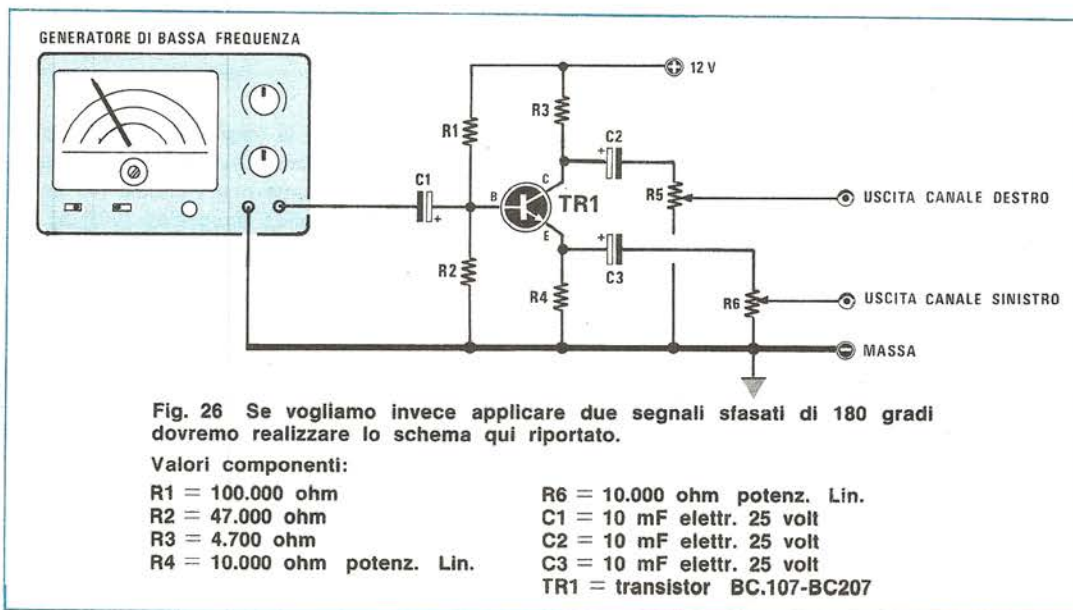 GENERATORE DI BASSA FREQUENZA
12 V
R3
R1
C2
+
C1
C
B
TR1
R5
USCITA CANALE DESTRO
+
E
+
R2
C3
R4
R6
USCITA CANALE SINISTRO
MASSA
Fig. 26 Se vogliamo invece applicare due segnali sfasati di 180 gradi
dovremo realizzare lo schema qui riportato.
Valori componenti:
R1 = 100.000 ohm
R2 = 47.000 ohm
R3 = 4.700 ohm
R4 = 10.000 ohm potenz. Lin.
R6 = 10.000 ohm potenz. Lin.
C1 = 10 mF elettr. 25 volt
C2 = 10 mF elettr. 25 volt
C3 = 10 mF elettr. 25 volt
TR1 = transistor BC.107-BC207